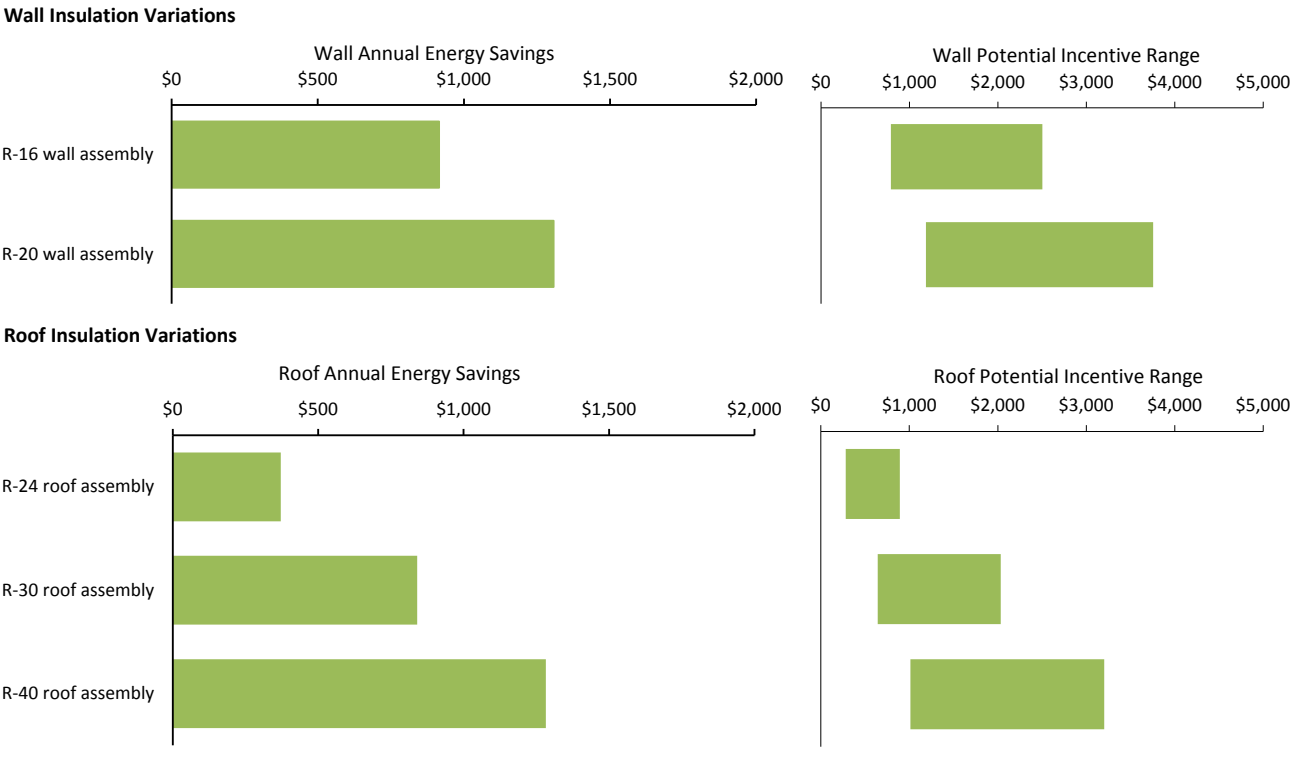 Wall Insulation Variations
Wall Annual Energy Savings
$0 $500 $1,000 $1,500 $2,000
Wall Potential Incentive Range
$0 $1,000 $2,000 $3,000 $4,000 $5,000
R-16 wall assembly
R-20 wall assembly
Roof Insulation Variations
Roof Annual Energy Savings
$0 $500 $1,000 $1,500 $2,000
Roof Potential Incentive Range
$0 $1,000 $2,000 $3,000 $4,000 $5,000
R-24 roof assembly
R-30 roof assembly
R-40 roof assembly